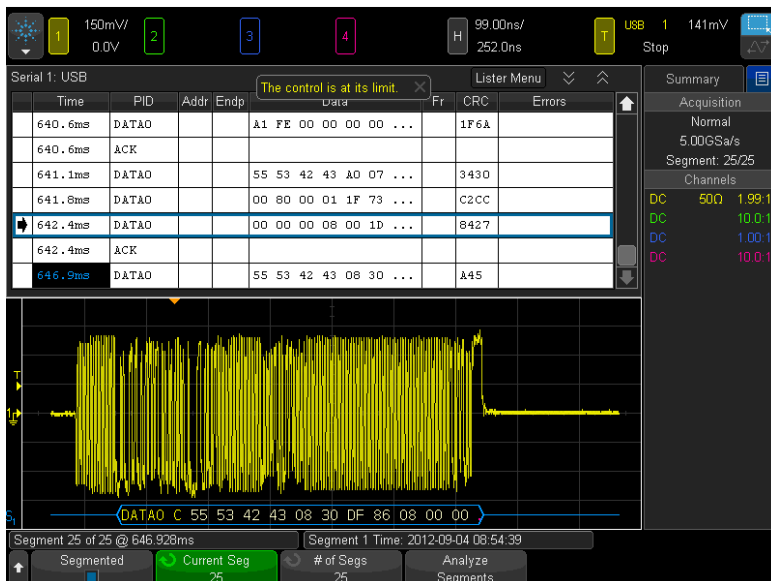 1 150mV/ 0.0V 2 3 4 H 99.00ns/ 252.0ns T USB 1 141mV Stop
Serial 1: USB
The control is at its limit.
Lister Menu
Time PID Addr Endp Data Fr CRC Errors
640.6ms DATA0 A1 FE 00 00 00 00 ... 1F6A
640.6ms ACK
641.1ms DATA0 55 53 42 43 A0 07 ... 3430
641.8ms DATA0 00 80 00 01 1F 73 ... C2CC
642.4ms DATA0 00 00 00 08 00 1D ... 8427
642.4ms ACK
646.9ms DATA0 55 53 42 43 08 30 ... A45
Summary
Acquisition
Normal
5.00GSa/s
Segment: 25/25
Channels
DC 50Ω 1.99:1
DC 10.0:1
DC 1.00:1
DC 10.0:1
T
1
S1
DATA0 C 55 53 42 43 08 30 DF 86 08 00 00
Segment 25 of 25 @ 646.928ms
Segment 1 Time: 2012-09-04 08:54:39
Segmented
Current Seg
25
# of Segs
25
Analyze
Segments